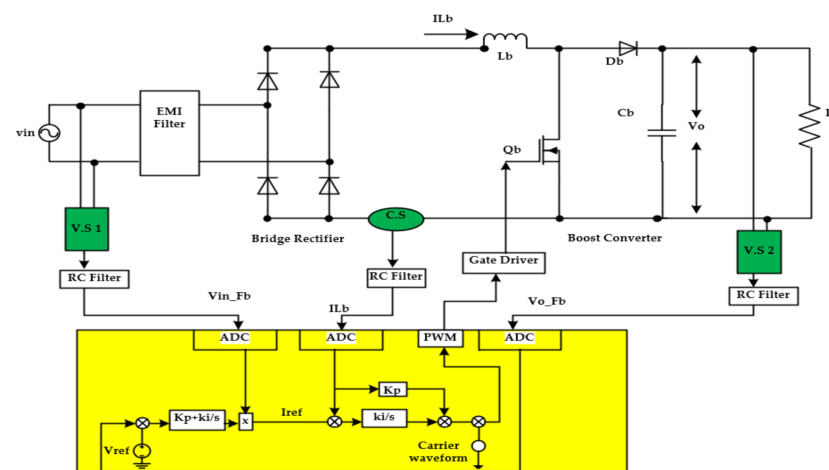 ILb
Lb
Db
EMI
Filter
vin
Cb
Vo
Qb
C.S
V.S 1
V.S 2
Bridge Rectifier
Boost Converter
Gate Driver
RC Filter
RC Filter
RC Filter
Vin_Fb
ILb
Vo_Fb
ADC
ADC
PWM
ADC
Kp
Kp+ki/s
x
Iref
ki/s
Vref
Carrier
waveform